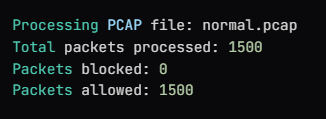 Processing PCAP file: normal.pcap
Total packets processed: 1500
Packets blocked: 0
Packets allowed: 1500